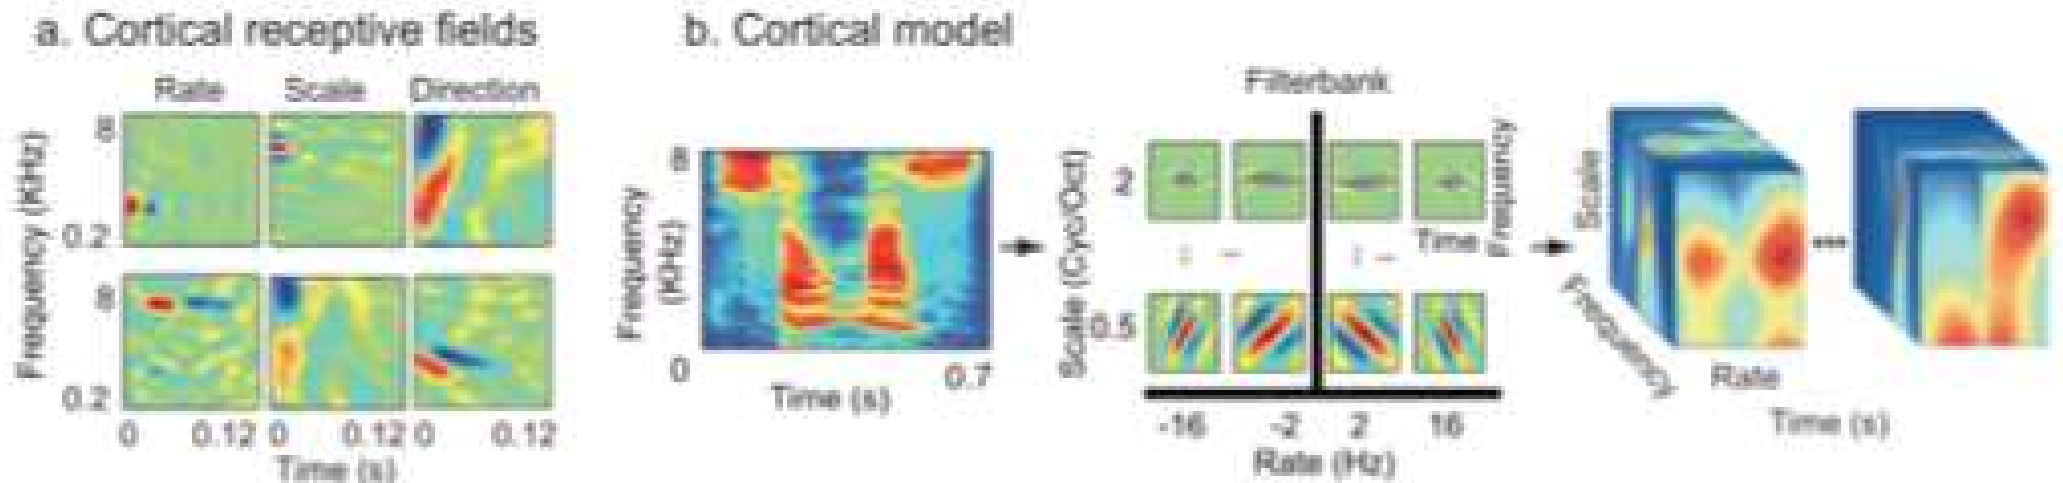 a. Cortical receptive fields
Rate Scale Direction
Frequency (KHz)
8
0.2
8
0.2
0 0.12 0 0.12 0 0.12
Time (s)
b. Cortical model
Frequency (KHz)
8
0
0.7
Time (s)
Filterbank
Scale (Cyc/Oct)
2
0.5
Frequency
Time
-16 -2 2 16
Rate (Hz)
Scale
Frequency
Rate
...
Time (s)